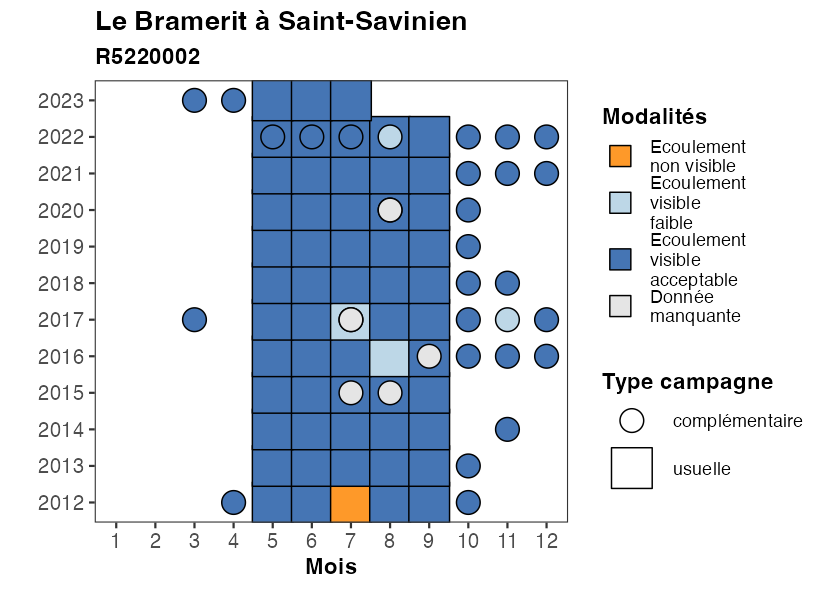 Le Bramerit à Saint-Savinien
R5220002
2023
2022
2021
2020
2019
2018
2017
2016
2015
2014
2013
2012
1 2 3 4 5 6 7 8 9 10 11 12
Mois
Modalités
Ecoulement
non visible
Ecoulement
visible
faible
Ecoulement
visible
acceptable
Donnée
manquante
Type campagne
complémentaire
usuelle